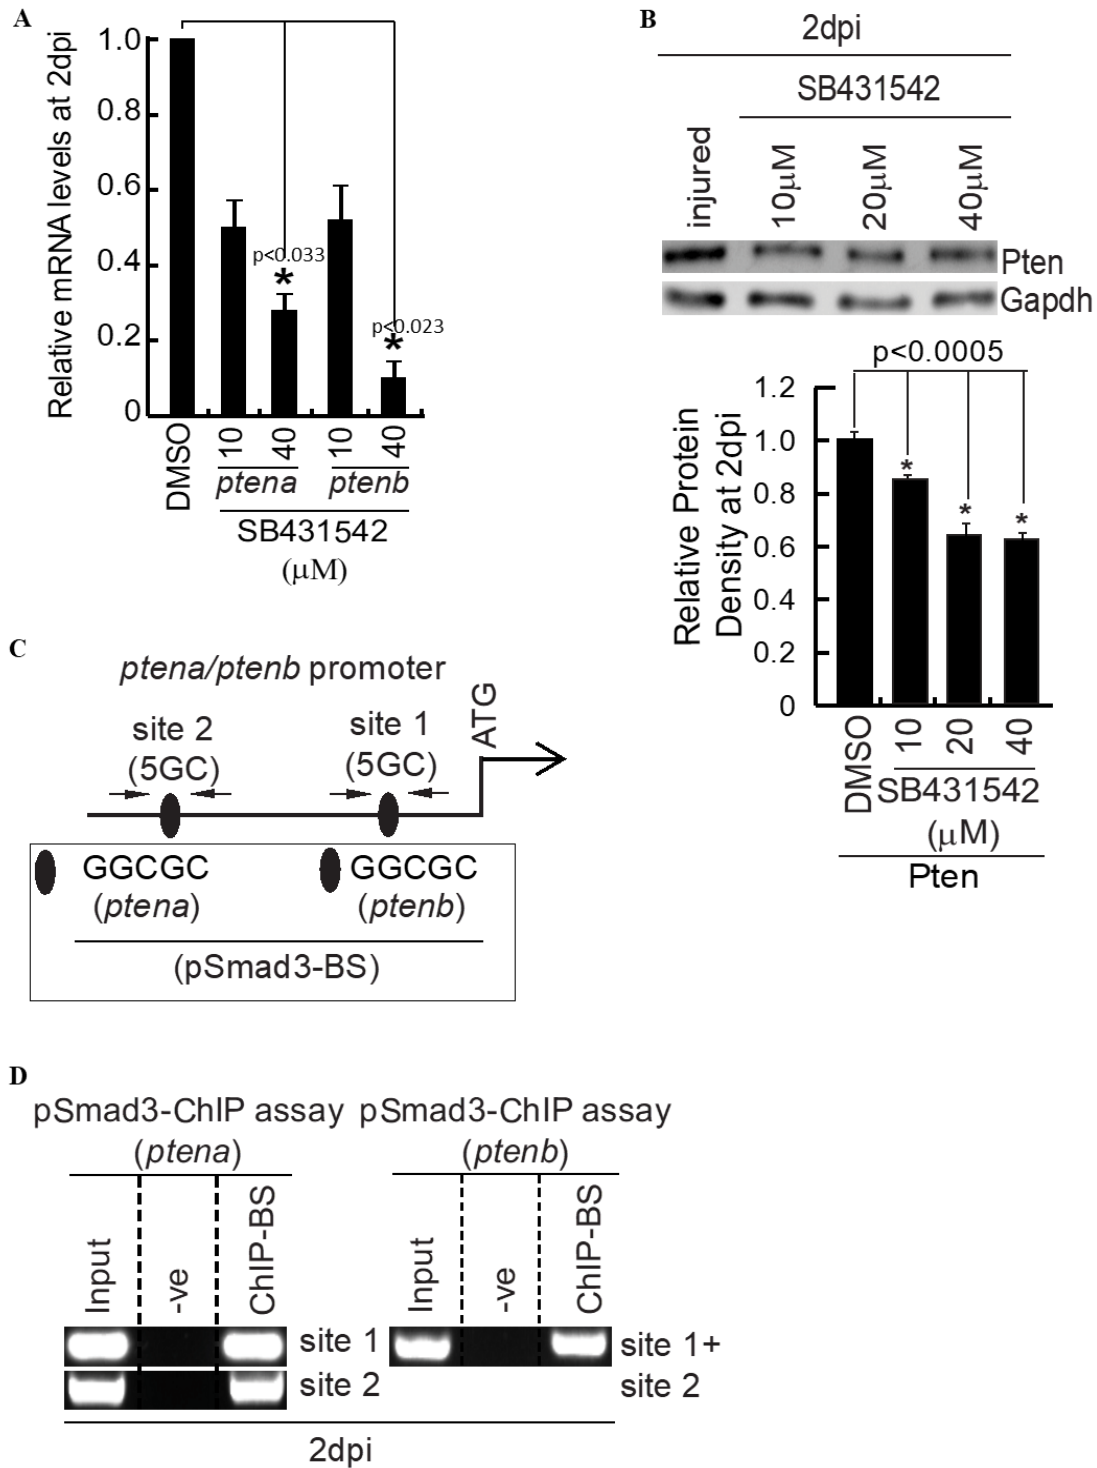 A
Relative mRNA levels at 2dpi
1.0
0.8
0.6
0.4
0.2
0
p<0.033
*
p<0.023
*
DMSO
10
40
10
40
ptena
ptenb
SB431542
(μM)
B
2dpi
SB431542
injured
10μM
20μM
40μM
Pten
Gapdh
p<0.0005
Relative Protein
Density at 2dpi
1.2
1.0
0.8
0.6
0.4
0.2
0
*
*
*
DMSO
10
20
40
SB431542
(μM)
Pten
C
ptena/ptenb promoter
site 2
(5GC)
site 1
(5GC)
ATG
GGCGC
(ptena)
GGCGC
(ptenb)
(pSmad3-BS)
D
pSmad3-ChIP assay
(ptena)
pSmad3-ChIP assay
(ptenb)
Input
-ve
ChIP-BS
Input
-ve
ChIP-BS
site 1
site 2
site 1+
site 2
2dpi